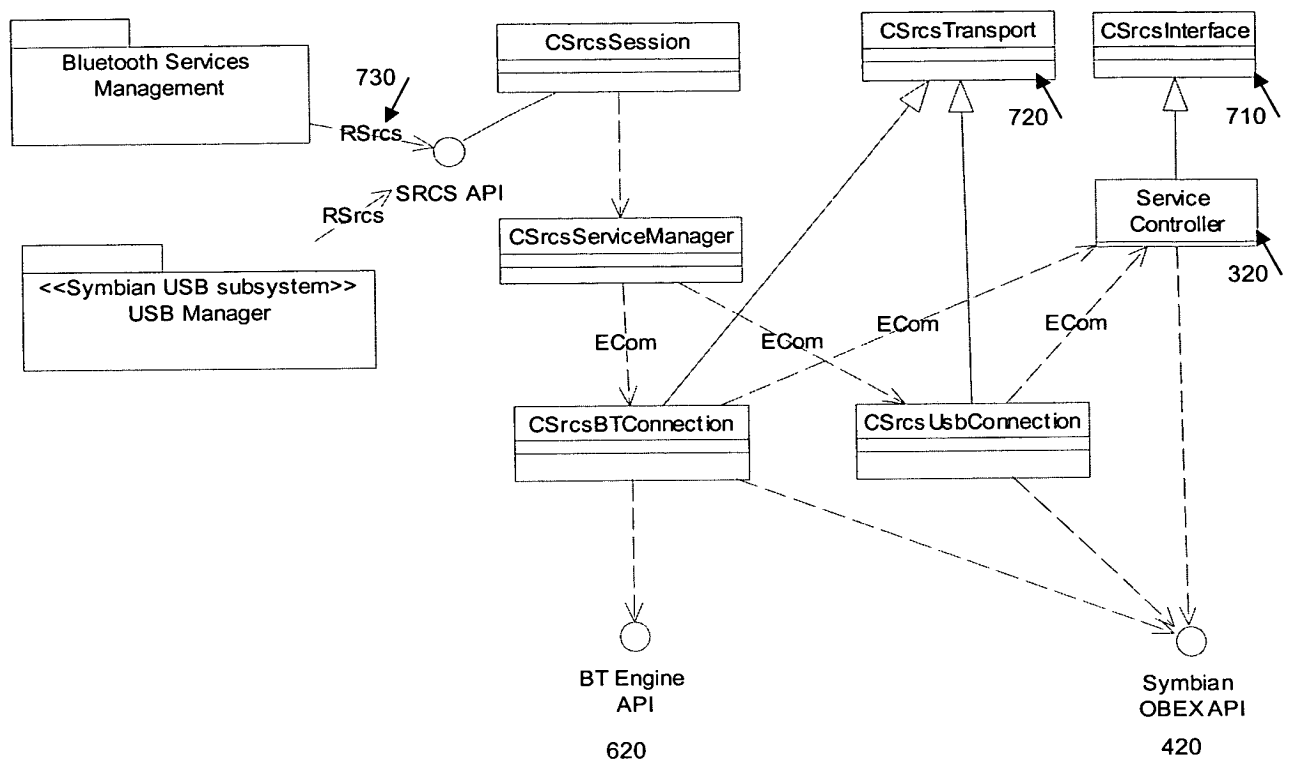 Bluetooth Services
Management
730
RSrcs
SRCS API
RSrcs
<<Symbian USB subsystem>>
USB Manager
CSrcsSession
CSrcsServiceManager
ECom
ECom
CSrcsTransport
720
CSrcsInterface
710
Service
Controller
320
ECom
ECom
CSrcsBTConnection
CSrcsUsbConnection
BT Engine
API
620
Symbian
OBEX API
420